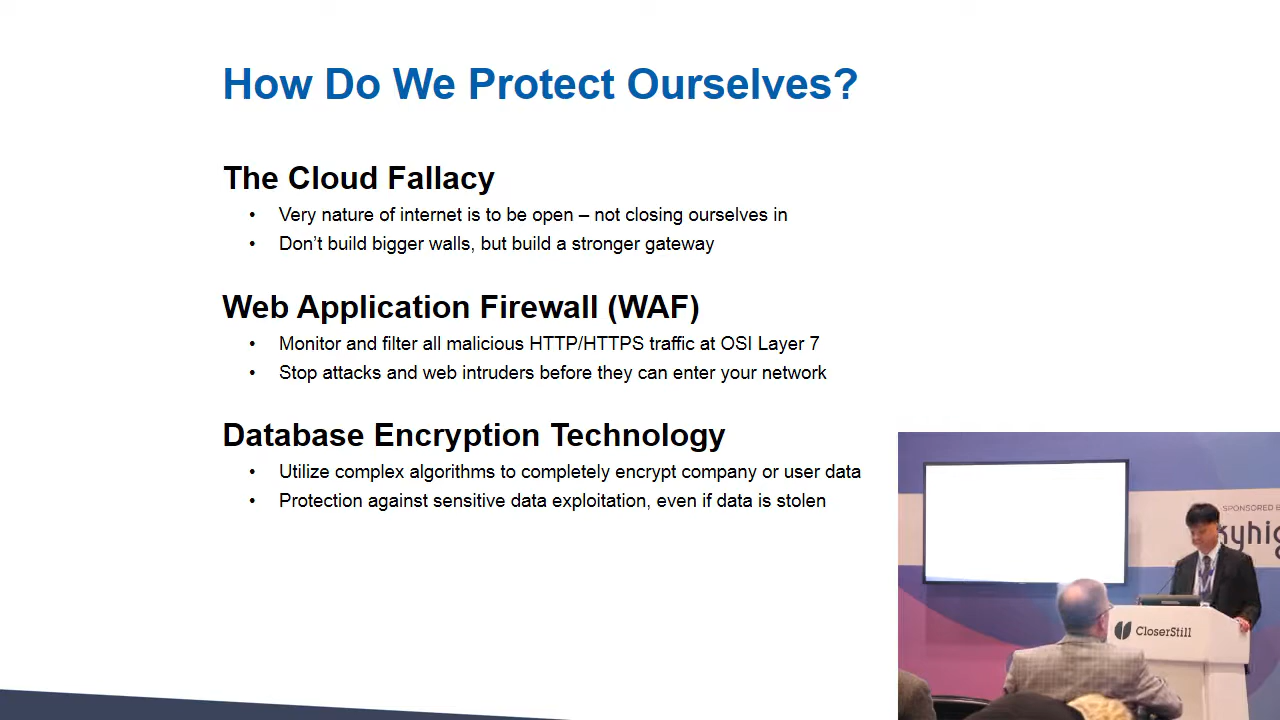 How Do We Protect Ourselves?
The Cloud Fallacy
• Very nature of internet is to be open – not closing ourselves in
• Don’t build bigger walls, but build a stronger gateway
Web Application Firewall (WAF)
• Monitor and filter all malicious HTTP/HTTPS traffic at OSI Layer 7
• Stop attacks and web intruders before they can enter your network
Database Encryption Technology
• Utilize complex algorithms to completely encrypt company or user data
• Protection against sensitive data exploitation, even if data is stolen
SPONSORED
CloserStill